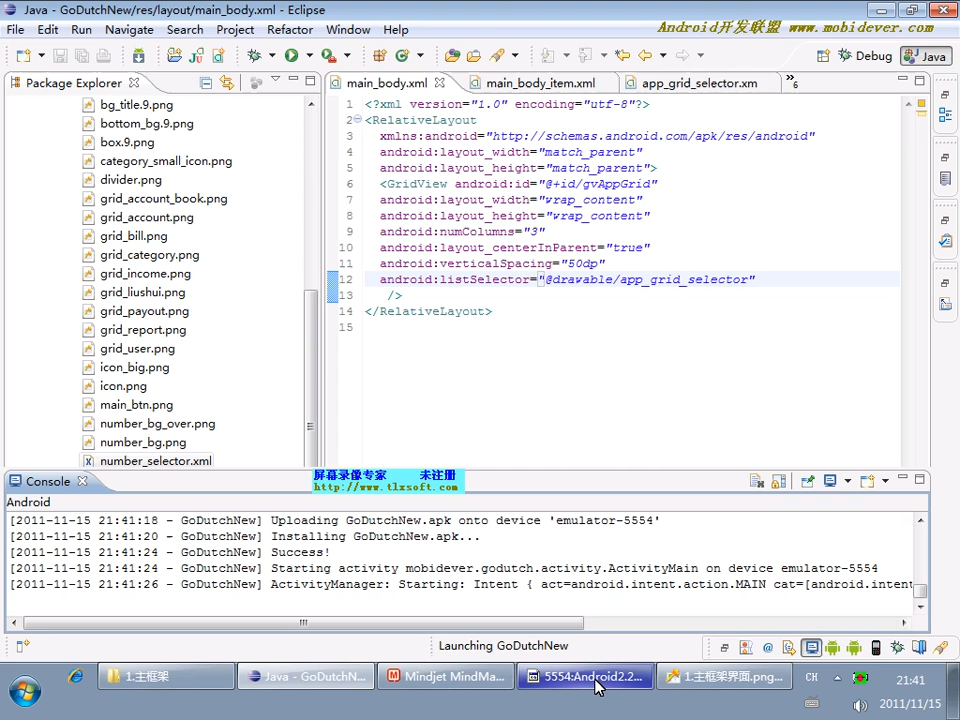 Java - GoDutchNew/res/layout/main_body.xml - Eclipse
File Edit Run Navigate Search Project Refactor Window Help
Android开发联盟 www.mobidever.com
Debug Java
Package Explorer
bg_title.9.png
bottom_bg.9.png
box.9.png
category_small_icon.png
divider.png
grid_account_book.png
grid_account.png
grid_bill.png
grid_category.png
grid_income.png
grid_liushui.png
grid_payout.png
grid_report.png
grid_user.png
icon_big.png
icon.png
main_btn.png
number_bg_over.png
number_bg.png
number_selector.xml
main_body.xml main_body_item.xml app_grid_selector.xm »6
1 <?xml version="1.0" encoding="utf-8"?>
2 <RelativeLayout
3 xmlns:android="http://schemas.android.com/apk/res/android"
4 android:layout_width="match_parent"
5 android:layout_height="match_parent">
6 <GridView android:id="@+id/gvAppGrid"
7 android:layout_width="wrap_content"
8 android:layout_height="wrap_content"
9 android:numColumns="3"
10 android:layout_centerInParent="true"
11 android:verticalSpacing="50dp"
12 android:listSelector="@drawable/app_grid_selector"
13 />
14 </RelativeLayout>
15
屏幕录像专家 未注册
http://www.tlxsoft.com
Console
Android
[2011-11-15 21:41:18 - GoDutchNew] Uploading GoDutchNew.apk onto device 'emulator-5554'
[2011-11-15 21:41:20 - GoDutchNew] Installing GoDutchNew.apk...
[2011-11-15 21:41:24 - GoDutchNew] Success!
[2011-11-15 21:41:24 - GoDutchNew] Starting activity mobidever.godutch.activity.ActivityMain on device emulator-5554
[2011-11-15 21:41:26 - GoDutchNew] ActivityManager: Starting: Intent { act=android.intent.action.MAIN cat=[android.intent
Launching GoDutchNew
1.主框架 Java - GoDutchN... Mindjet MindMa... 5554:Android2.2... 1.主框架界面.png... CH 21:41
2011/11/15